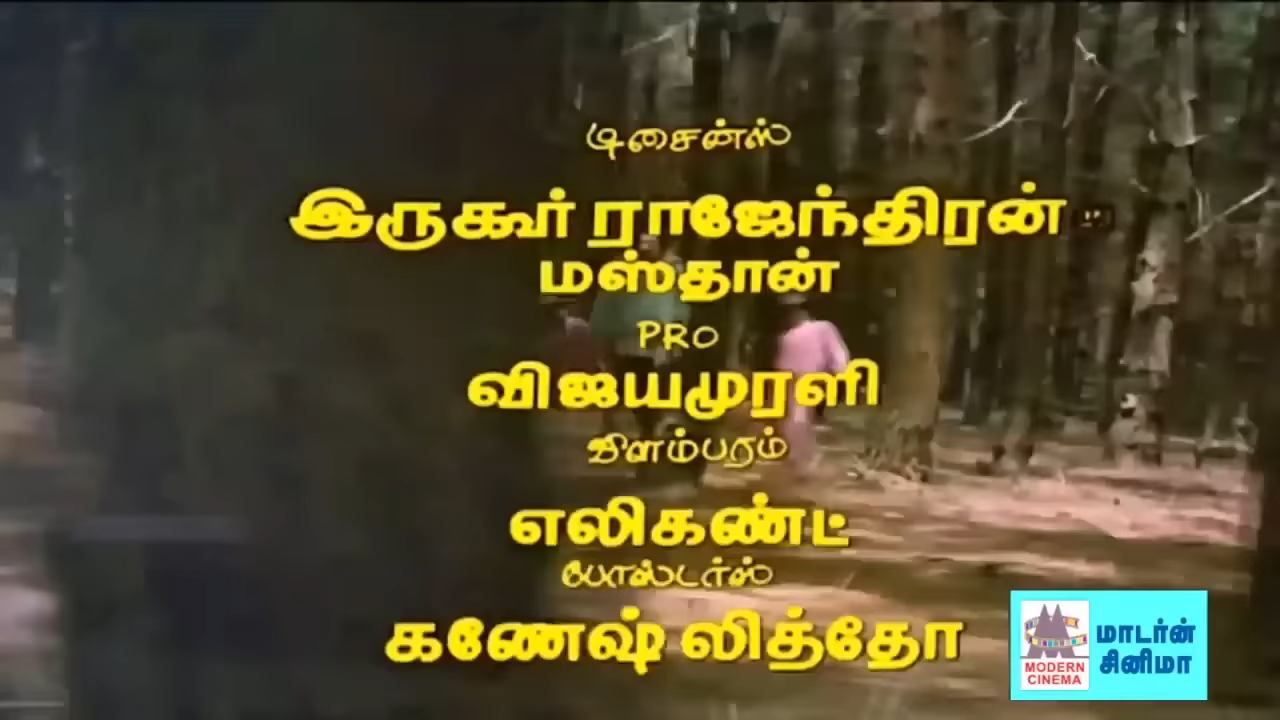 டிசைன்ஸ்
இருகூர் ராஜேந்திரன்
மஸ்தான்
PRO
விஜயமுரளி
விளம்பரம்
எலிகண்ட்
போஸ்டர்ஸ்
கணேஷ் லித்தோ
மாடர்ன்
சினிமா
MODERN
CINEMA